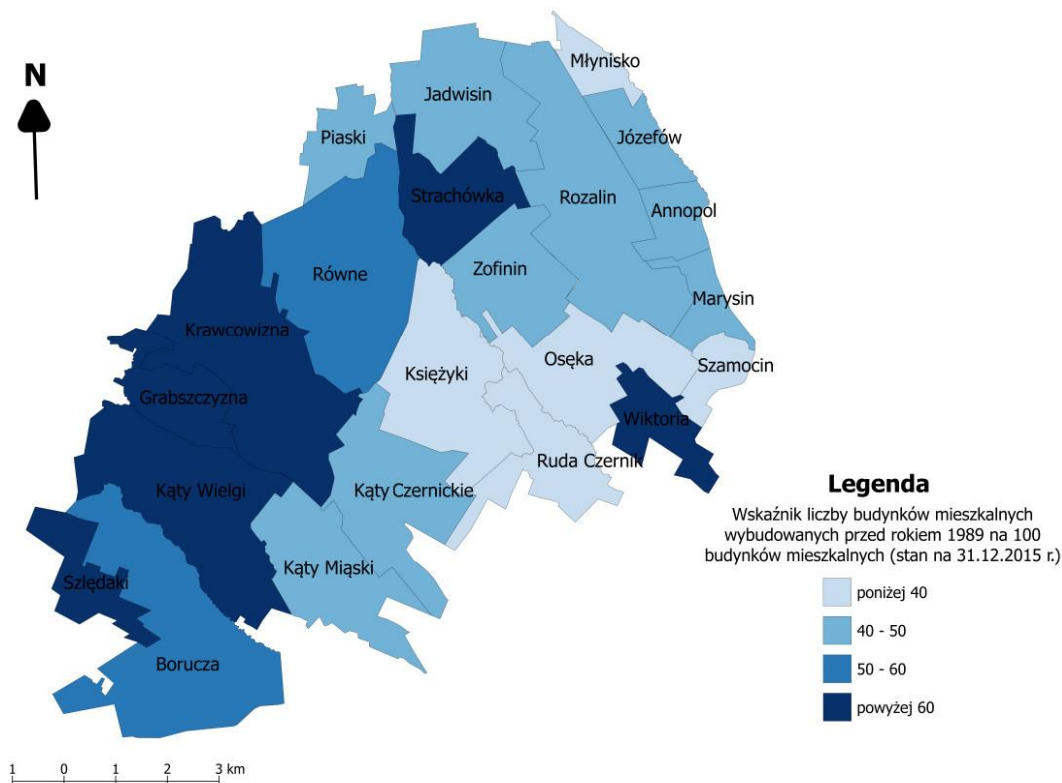 N
Młynisko
Jadwisin
Piaski
Józefów
Strachówka
Rozalin
Annopol
Zofinin
Równe
Marysin
Krawcowizna
Osęka
Szamocin
Księżyki
Grabszczyzna
Wiktoria
Ruda Czernik
Kąty Wielgi
Kąty Czernickie
Kąty Miąski
Szlędaki
Borucza
Legenda
Wskaźnik liczby budynków mieszkalnych
wybudowanych przed rokiem 1989 na 100
budynków mieszkalnych (stan na 31.12.2015 r.)
poniżej 40
40 - 50
50 - 60
powyżej 60
1 0 1 2 3 km